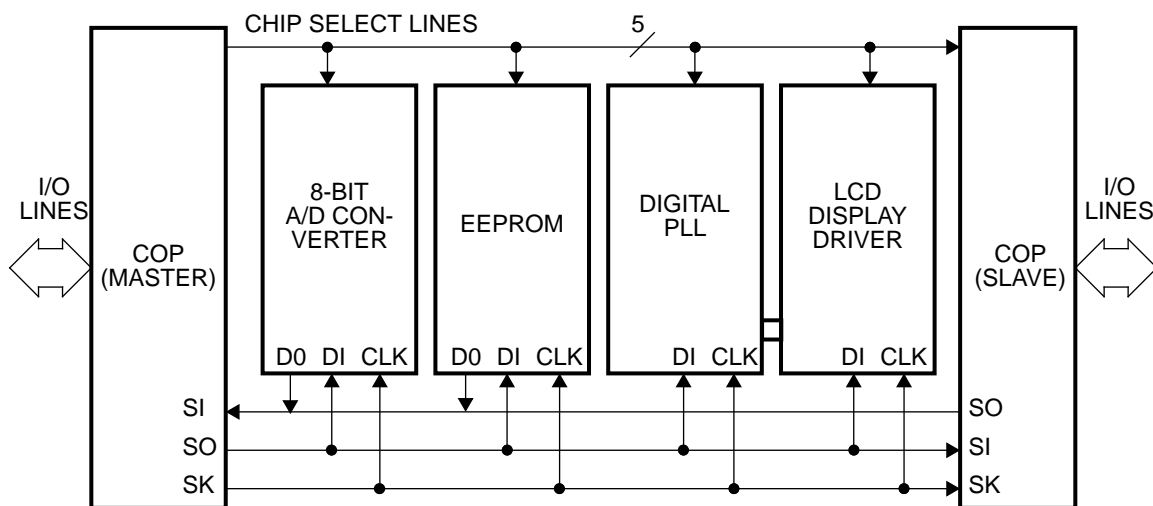 CHIP SELECT LINES
5
I/O
LINES
COP
(MASTER)
8-BIT
A/D CON-
VERTER
EEPROM
DIGITAL
PLL
LCD
DISPLAY
DRIVER
COP
(SLAVE)
I/O
LINES
D0 DI CLK
D0 DI CLK
DI CLK
DI CLK
SI
SO
SO
SI
SK
SK